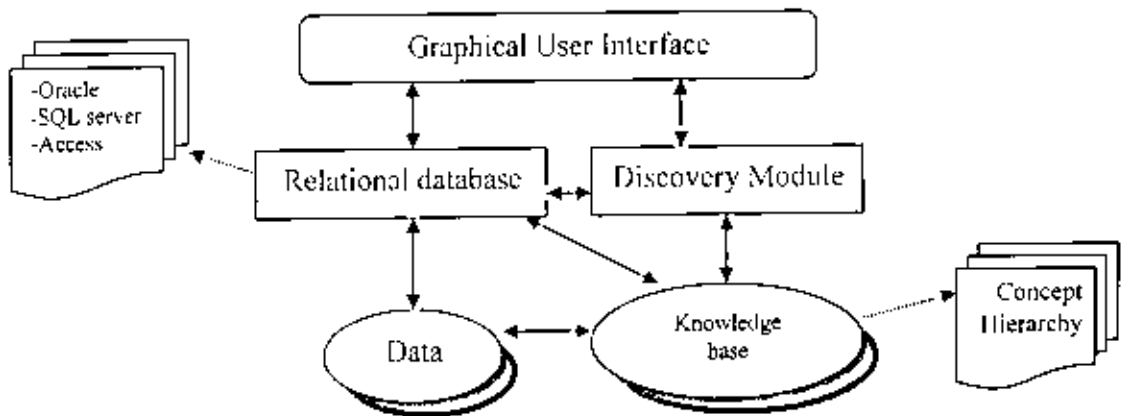 Graphical User Interface
-Oracle
-SQL server
-Access
Relational database
Discovery Module
Concept
Hierarchy
Knowledge
base
Data